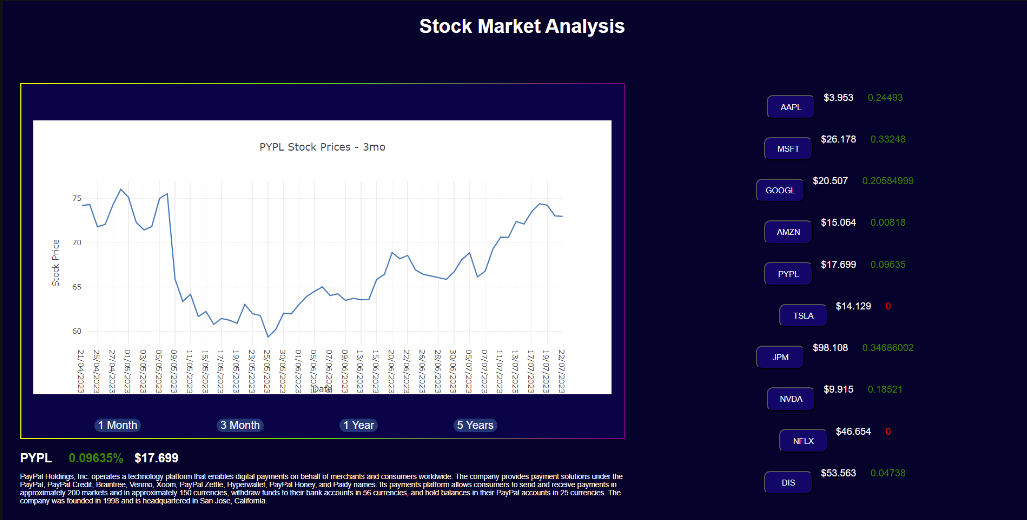 Stock Market Analysis
PYPL Stock Prices - 3mo
Stock Price
75
70
65
60
21/04/2023
25/04/2023
27/04/2023
01/05/2023
03/05/2023
05/05/2023
09/05/2023
11/05/2023
15/05/2023
17/05/2023
19/05/2023
23/05/2023
25/05/2023
30/05/2023
01/06/2023
05/06/2023
07/06/2023
09/06/2023
13/06/2023
15/06/2023
20/06/2023
22/06/2023
26/06/2023
28/06/2023
30/06/2023
05/07/2023
07/07/2023
11/07/2023
13/07/2023
17/07/2023
19/07/2023
22/07/2023
Date
1 Month
3 Month
1 Year
5 Years
PYPL 0.09635% $17.699
PayPal Holdings, Inc. operates a technology platform that enables digital payments on behalf of merchants and consumers worldwide. The company provides payment solutions under the
PayPal, PayPal Credit, Braintree, Venmo, Xoom, PayPal Zettle, Hyperwallet, PayPal Honey, and Paidy names. Its payments platform allows consumers to send and receive payments in
approximately 200 markets and in approximately 150 currencies, withdraw funds to their bank accounts in 56 currencies, and hold balances in their PayPal accounts in 25 currencies. The
company was founded in 1998 and is headquartered in San Jose, California.
AAPL $3.953 0.24493
MSFT $26.178 0.33248
GOOGL $20.507 0.20584999
AMZN $15.064 0.00818
PYPL $17.699 0.09635
TSLA $14.129 0
JPM $98.108 0.34686002
NVDA $9.915 0.18521
NFLX $46.654 0
DIS $53.563 0.04738